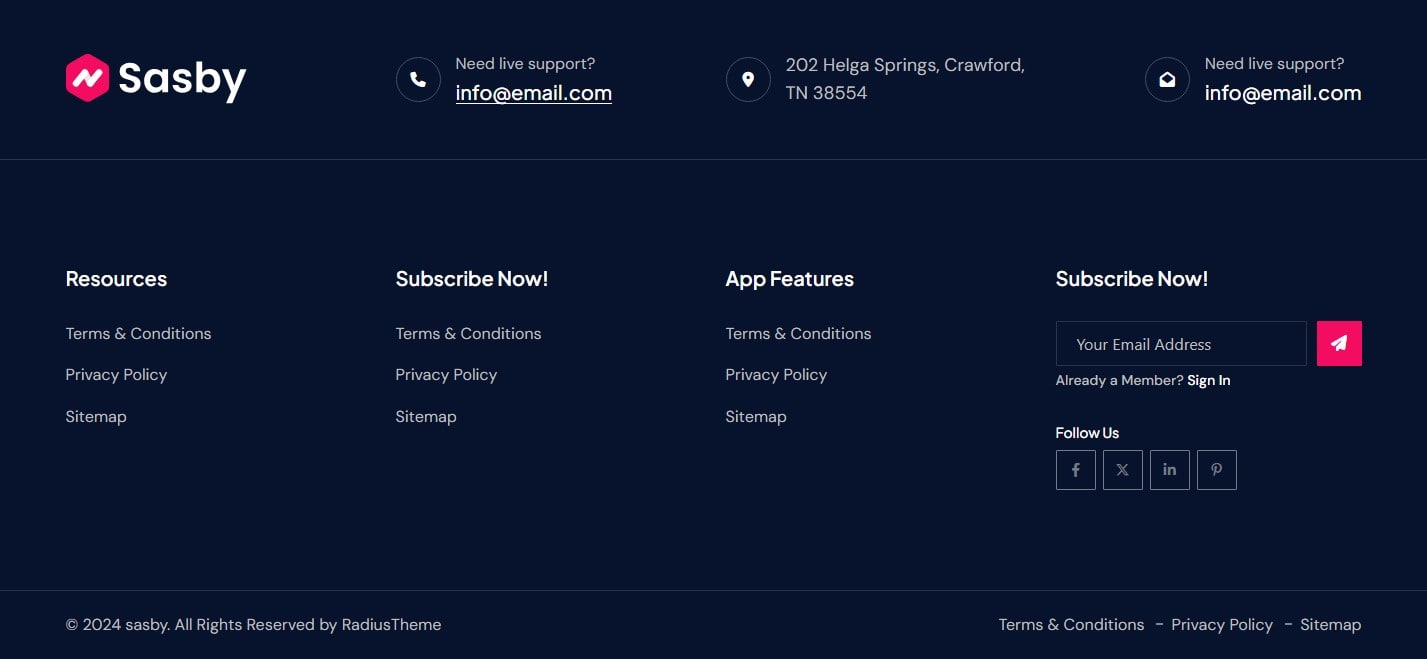 Sasby
Need live support?
info@email.com
202 Helga Springs, Crawford,
TN 38554
Need live support?
info@email.com
Resources
Terms & Conditions
Privacy Policy
Sitemap
Subscribe Now!
Terms & Conditions
Privacy Policy
Sitemap
App Features
Terms & Conditions
Privacy Policy
Sitemap
Subscribe Now!
Your Email Address
Already a Member? Sign In
Follow Us
© 2024 sasby. All Rights Reserved by RadiusTheme
Terms & Conditions – Privacy Policy – Sitemap